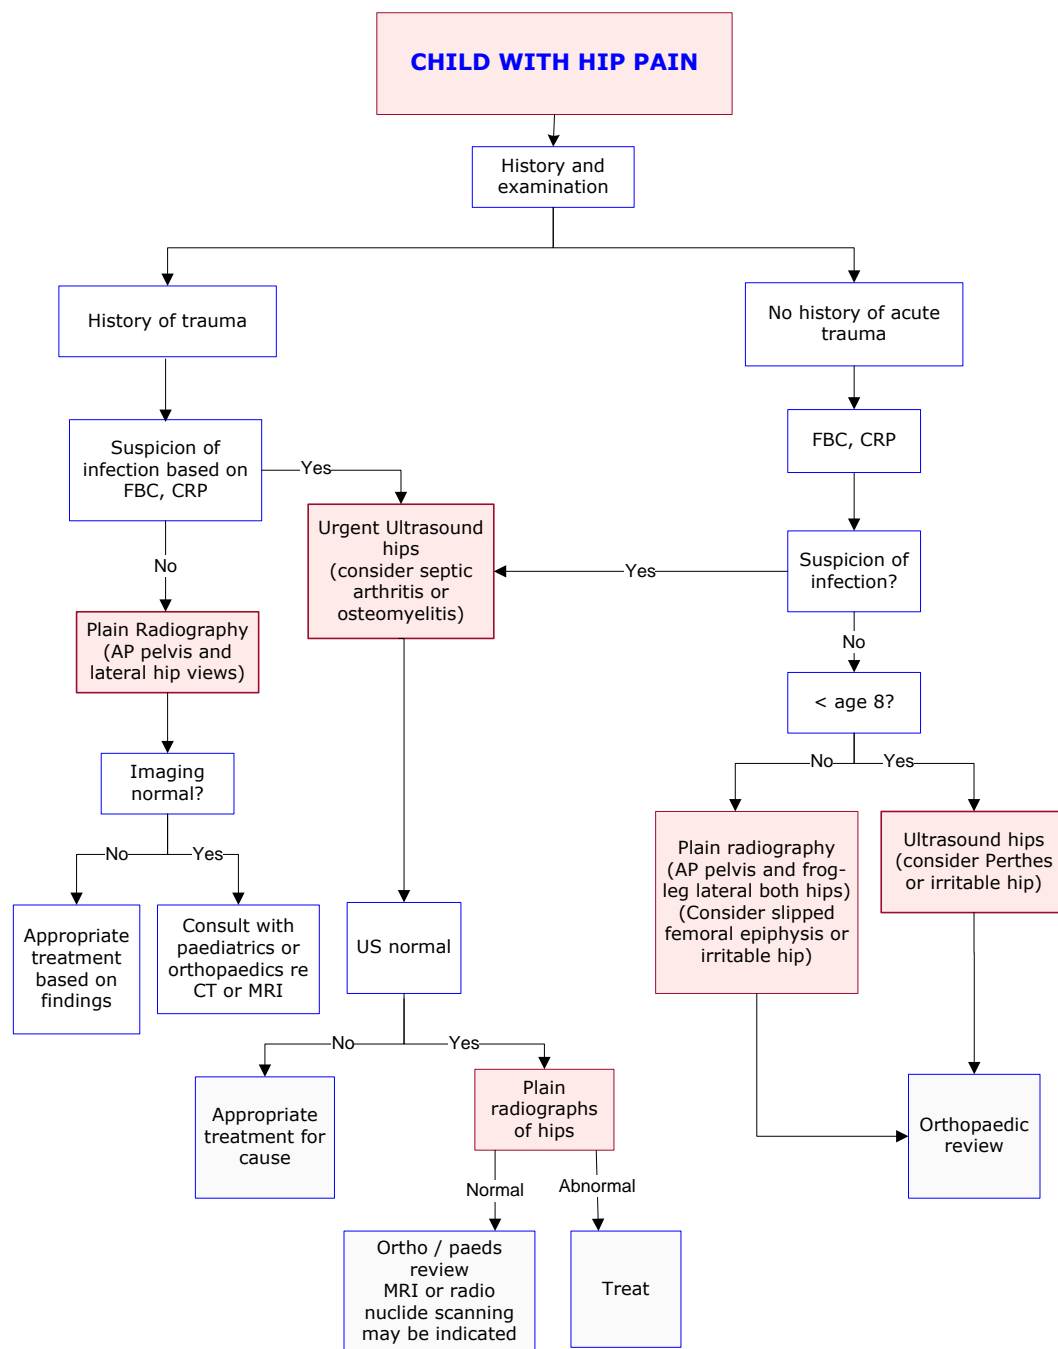 CHILD WITH HIP PAIN
History and
examination
History of trauma
No history of acute
trauma
Suspicion of
infection based on
FBC, CRP
Yes
FBC, CRP
Urgent Ultrasound
hips
(consider septic
arthritis or
osteomyelitis)
Yes
Suspicion of
infection?
No
Plain Radiography
(AP pelvis and
lateral hip views)
No
< age 8?
Imaging
normal?
No
Yes
No
Yes
Plain radiography
(AP pelvis and frog-
leg lateral both hips)
(Consider slipped
femoral epiphysis or
irritable hip)
Ultrasound hips
(consider Perthes
or irritable hip)
Appropriate
treatment
based on
findings
Consult with
paediatrics or
orthopaedics re
CT or MRI
US normal
No
Yes
Appropriate
treatment for
cause
Plain
radiographs
of hips
Orthopaedic
review
Normal
Abnormal
Ortho / paeds
review
MRI or radio
nuclide scanning
may be indicated
Treat